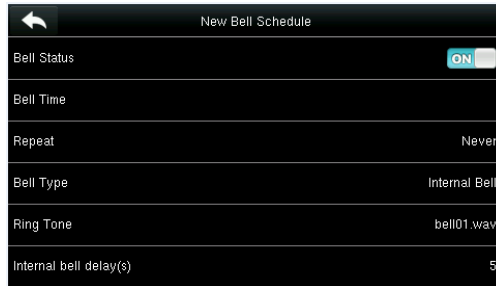 New Bell Schedule
Bell Status ON
Bell Time
Repeat Never
Bell Type Internal Bell
Ring Tone bell01.wav
Internal bell delay(s) 5